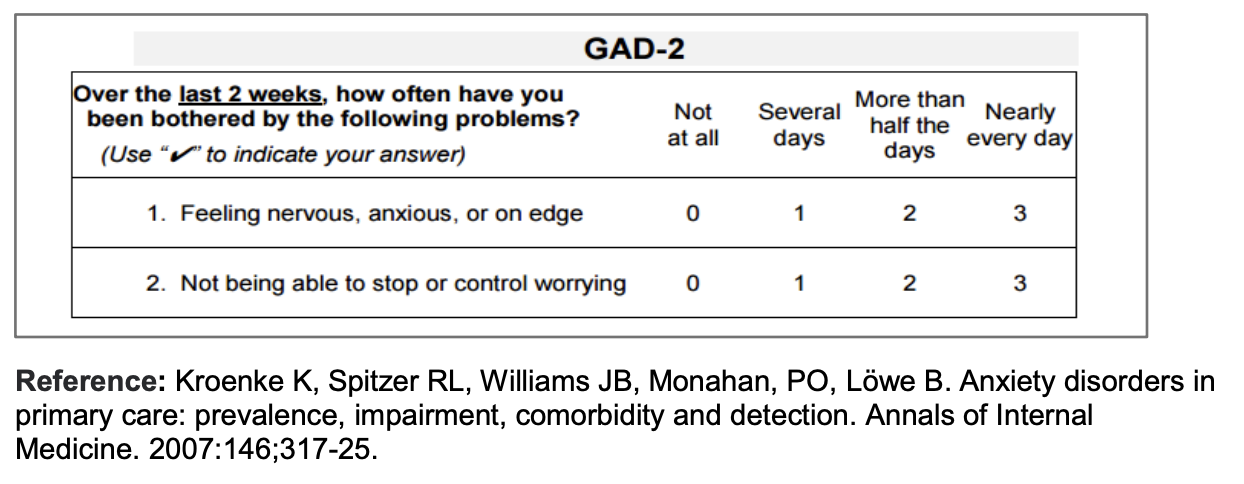 GAD-2
Over the last 2 weeks, how often have you
been bothered by the following problems?
(Use “✔” to indicate your answer)
Not
at all
Several
days
More than
half the
days
Nearly
every day
1. Feeling nervous, anxious, or on edge 0 1 2 3
2. Not being able to stop or control worrying 0 1 2 3
Reference: Kroenke K, Spitzer RL, Williams JB, Monahan, PO, Löwe B. Anxiety disorders in
primary care: prevalence, impairment, comorbidity and detection. Annals of Internal
Medicine. 2007:146;317-25.